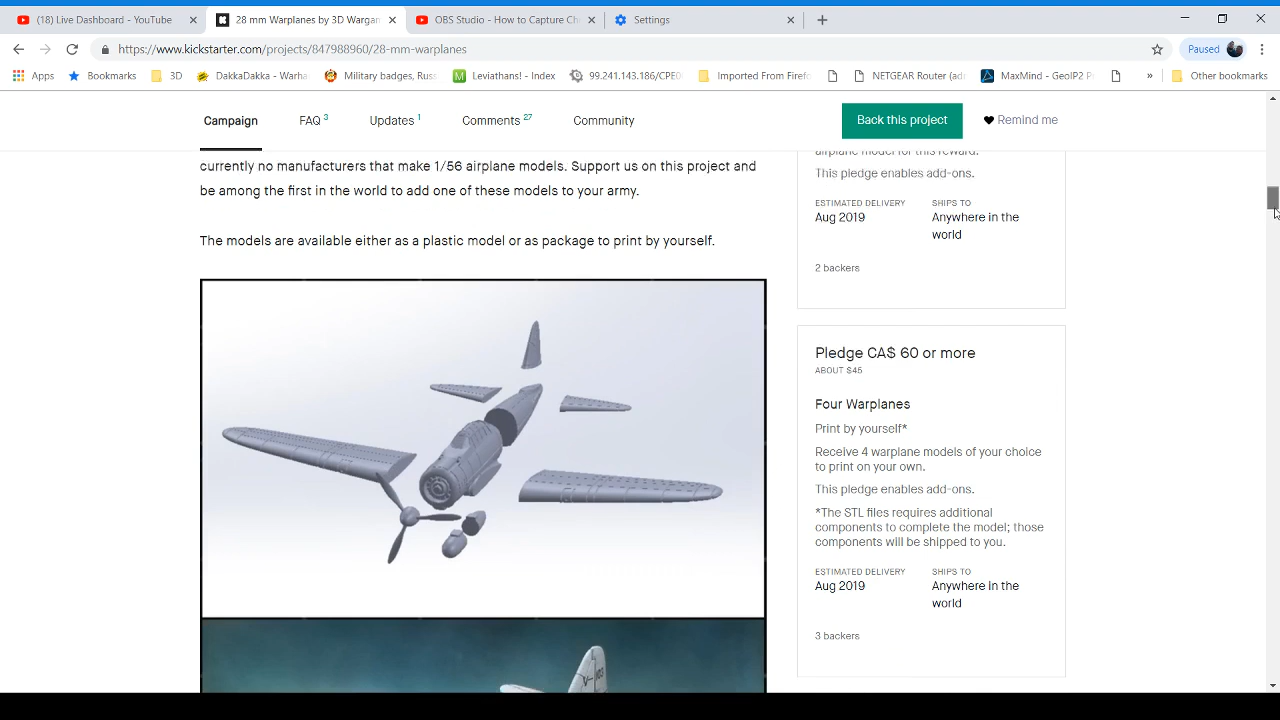 (18) Live Dashboard - YouTube
28 mm Warplanes by 3D Wargan
OBS Studio - How to Capture Ch
Settings
https://www.kickstarter.com/projects/847988960/28-mm-warplanes
Paused
Apps
Bookmarks
3D
DakkaDakka - Warha
Military badges, Rus
Leviathans! - Index
99.241.143.186/CPE0
Imported From Firefo
NETGEAR Router (ad
MaxMind - GeoIP2 P
»
Other bookmarks
Campaign
FAQ 3
Updates 1
Comments 27
Community
Back this project
Remind me
currently no manufacturers that make 1/56 airplane models. Support us on this project and
be among the first in the world to add one of these models to your army.
The models are available either as a plastic model or as package to print by yourself.
airplane model for this reward.
This pledge enables add-ons.
ESTIMATED DELIVERY
Aug 2019
SHIPS TO
Anywhere in the
world
2 backers
Pledge CA$ 60 or more
ABOUT $45
Four Warplanes
Print by yourself*
Receive 4 warplane models of your choice
to print on your own.
This pledge enables add-ons.
*The STL files requires additional
components to complete the model; those
components will be shipped to you.
ESTIMATED DELIVERY
Aug 2019
SHIPS TO
Anywhere in the
world
3 backers
V-103